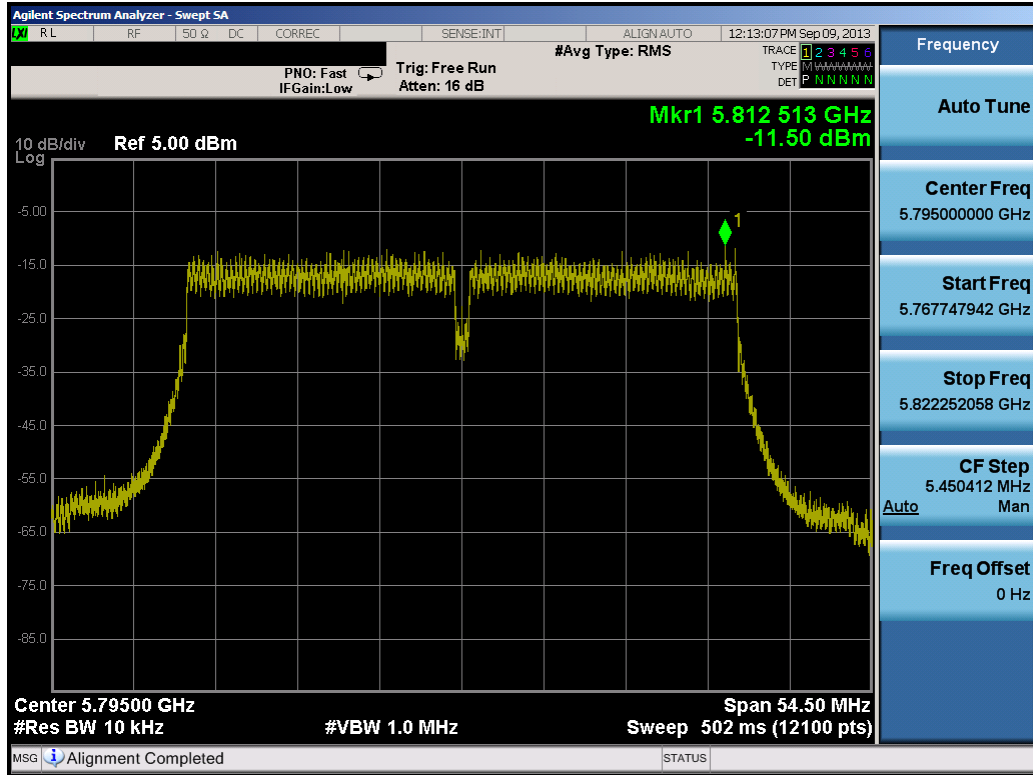 Agilent Spectrum Analyzer - Swept SA
LXI RL RF 50 Ω DC CORREC SENSE:INT ALIGN AUTO 12:13:07 PM Sep 09, 2013
#Avg Type: RMS TRACE 1 2 3 4 5 6
PNO: Fast Trig: Free Run TYPE M WWWWW
IFGain:Low Atten: 16 dB DET P N N N N N
Mkr1 5.812 513 GHz
-11.50 dBm
10 dB/div Ref 5.00 dBm
Log
1
-5.00
-15.0
-25.0
-35.0
-45.0
-55.0
-65.0
-75.0
-85.0
Center 5.79500 GHz Span 54.50 MHz
#Res BW 10 kHz #VBW 1.0 MHz Sweep 502 ms (12100 pts)
MSG Alignment Completed STATUS
Frequency
Auto Tune
Center Freq
5.795000000 GHz
Start Freq
5.767747942 GHz
Stop Freq
5.822252058 GHz
CF Step
5.450412 MHz
Auto Man
Freq Offset
0 Hz